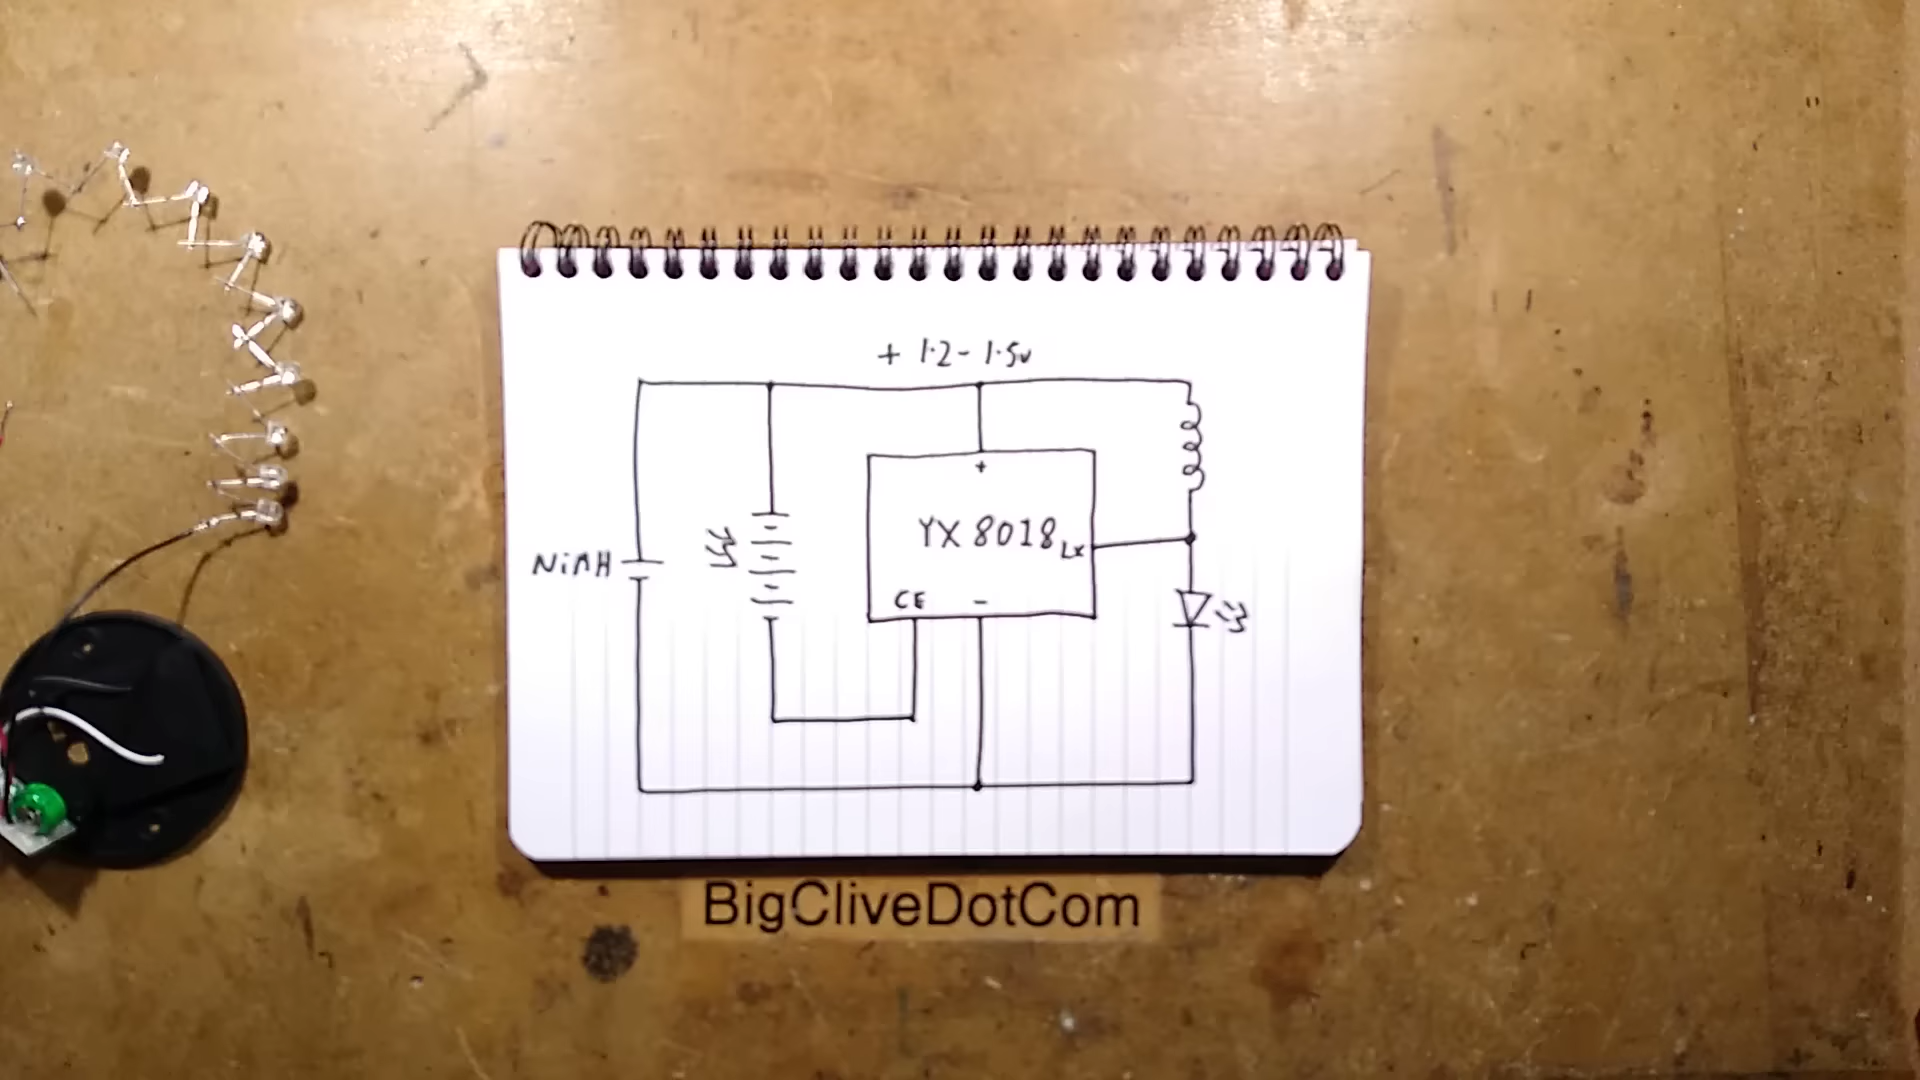 + 1.2 - 1.5v
+
YX 8018 Lx
NiMH
CE -
BigCliveDotCom